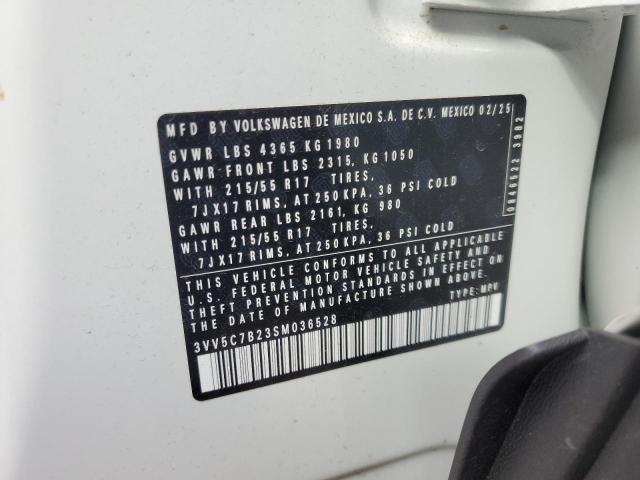 MFD BY VOLKSWAGEN DE MEXICO S.A. DE C.V. MEXICO 02/25
GVWR LBS 4365 KG 1980
GAWR FRONT LBS 2315, KG 1050
WITH 215/55 R17 TIRES,
7JX17 RIMS, AT 250 KPA, 36 PSI COLD
GAWR REAR LBS 2161, KG 980
WITH 215/55 R17 TIRES,
7JX17 RIMS, AT 250 KPA, 36 PSI COLD
THIS VEHICLE CONFORMS TO ALL APPLICABLE
U.S. FEDERAL MOTOR VEHICLE SAFETY AND
THEFT PREVENTION STANDARDS IN EFFECT ON
THE DATE OF MANUFACTURE SHOWN ABOVE.
TYPE: MPV
3VV5C7B23SM036528
0846522 3982